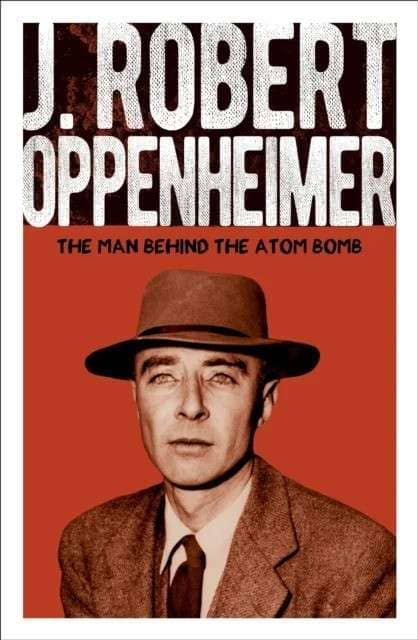 J. ROBERT
OPPENHEIMER
THE MAN BEHIND THE ATOM BOMB